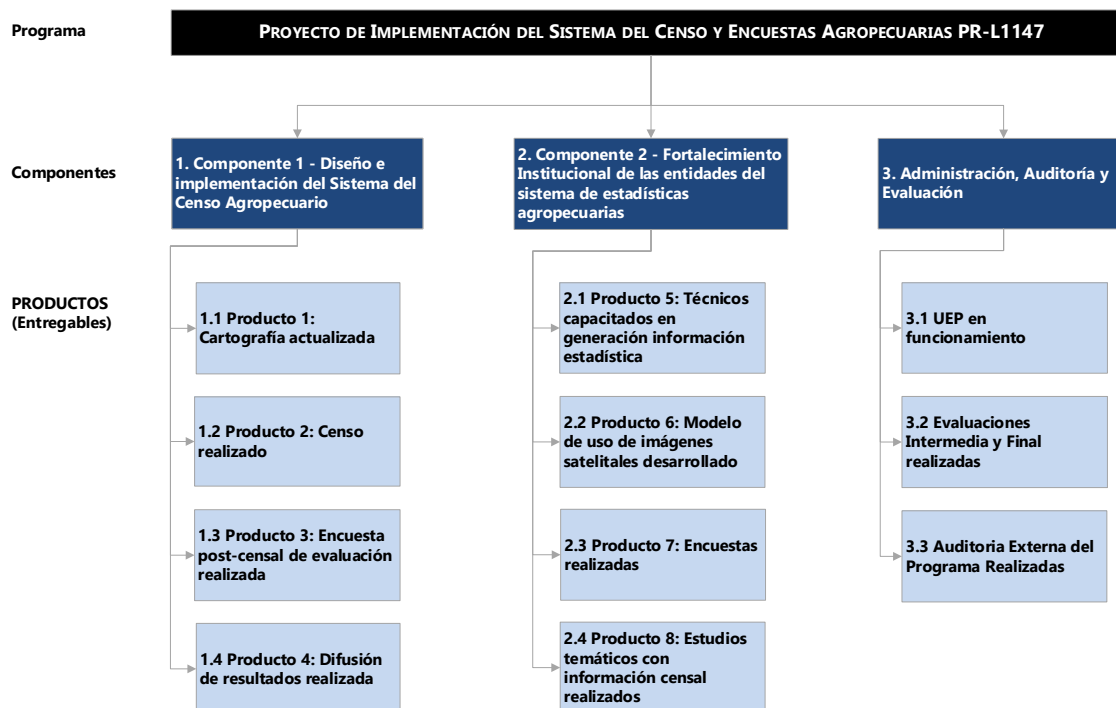 Programa
PROYECTO DE IMPLEMENTACIÓN DEL SISTEMA DEL CENSO Y ENCUESTAS AGROPECUARIAS PR-L1147
Componentes
1. Componente 1 - Diseño e
implementación del Sistema del
Censo Agropecuario
2. Componente 2 - Fortalecimiento
Institucional de las entidades del
sistema de estadísticas
agropecuarias
3. Administración, Auditoría y
Evaluación
PRODUCTOS
(Entregables)
1.1 Producto 1:
Cartografía actualizada
1.2 Producto 2: Censo
realizado
1.3 Producto 3: Encuesta
post-censal de evaluación
realizada
1.4 Producto 4: Difusión
de resultados realizada
2.1 Producto 5: Técnicos
capacitados en
generación información
estadística
2.2 Producto 6: Modelo
de uso de imágenes
satelitales desarrollado
2.3 Producto 7: Encuestas
realizadas
2.4 Producto 8: Estudios
temáticos con
información censal
realizados
3.1 UEP en
funcionamiento
3.2 Evaluaciones
Intermedia y Final
realizadas
3.3 Auditoria Externa del
Programa Realizadas